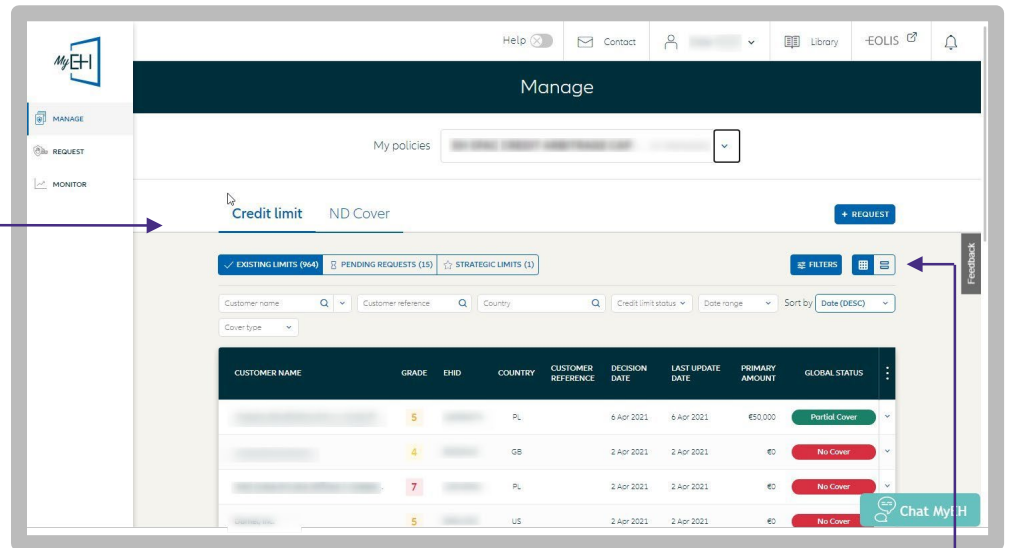 Help Contact Library EOLIS
My EH
Manage
MANAGE
REQUEST
MONITOR
My policies
Credit limit ND Cover
+ REQUEST
Feedback
EXISTING LIMITS (964) PENDING REQUESTS (15) STRATEGIC LIMITS (1) FILTERS
Customer name Customer reference Country Credit limit status Date range Sort by Date (DESC)
Cover type
CUSTOMER NAME GRADE EHID COUNTRY CUSTOMER REFERENCE DECISION DATE LAST UPDATE DATE PRIMARY AMOUNT GLOBAL STATUS
5 PL 6 Apr 2021 6 Apr 2021 €50,000 Partial Cover
4 GB 2 Apr 2021 2 Apr 2021 €0 No Cover
7 PL 2 Apr 2021 2 Apr 2021 €0 No Cover
5 US 2 Apr 2021 2 Apr 2021 €0 No Cover
Chat MyEH